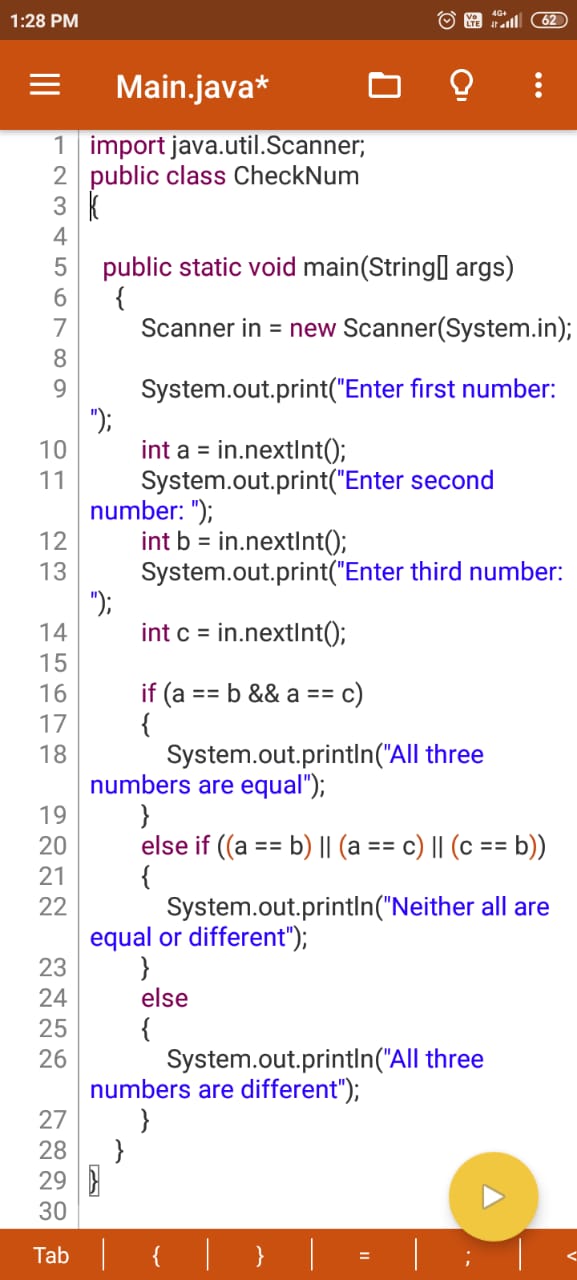 1:28 PM Vo LTE 4G+ 62
Main.java*
1 import java.util.Scanner;
2 public class CheckNum
3 {
4
5 public static void main(String[] args)
6 {
7 Scanner in = new Scanner(System.in);
8
9 System.out.print("Enter first number:
");
10 int a = in.nextInt();
11 System.out.print("Enter second
number: ");
12 int b = in.nextInt();
13 System.out.print("Enter third number:
");
14 int c = in.nextInt();
15
16 if (a == b && a == c)
17 {
18 System.out.println("All three
numbers are equal");
19 }
20 else if ((a == b) || (a == c) || (c == b))
21 {
22 System.out.println("Neither all are
equal or different");
23 }
24 else
25 {
26 System.out.println("All three
numbers are different");
27 }
28 }
29 }
30
Tab | { | } | = | ; | <